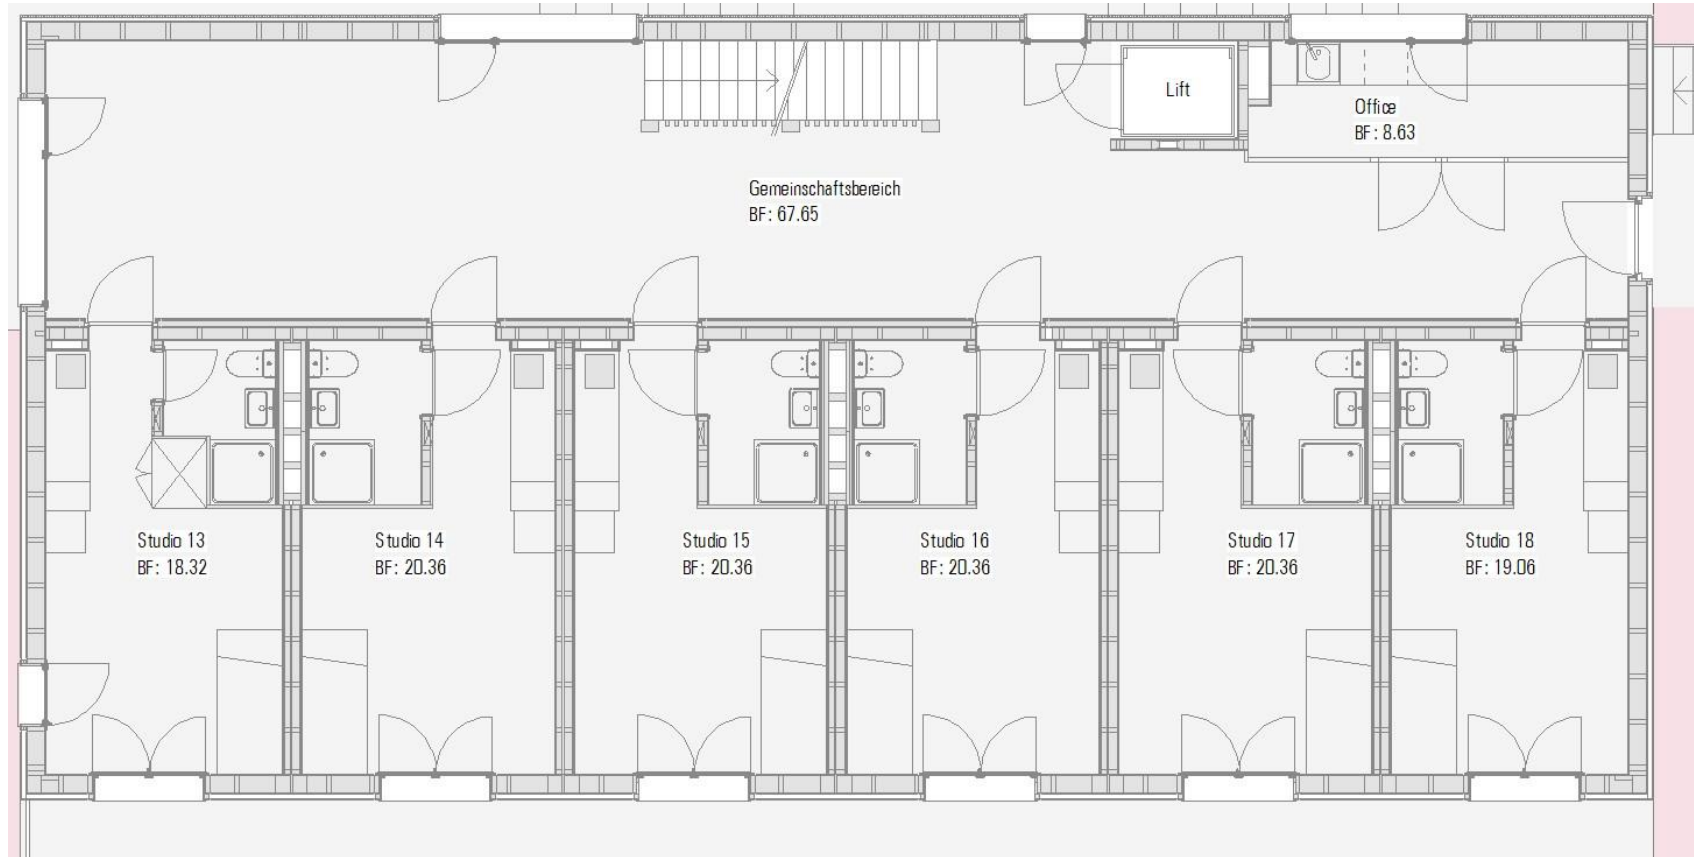 Lift
Office
BF: 8.63
Gemeinschaftsbereich
BF: 67.65
Studio 13
BF: 18.32
Studio 14
BF: 20.36
Studio 15
BF: 20.36
Studio 16
BF: 20.36
Studio 17
BF: 20.36
Studio 18
BF: 19.06